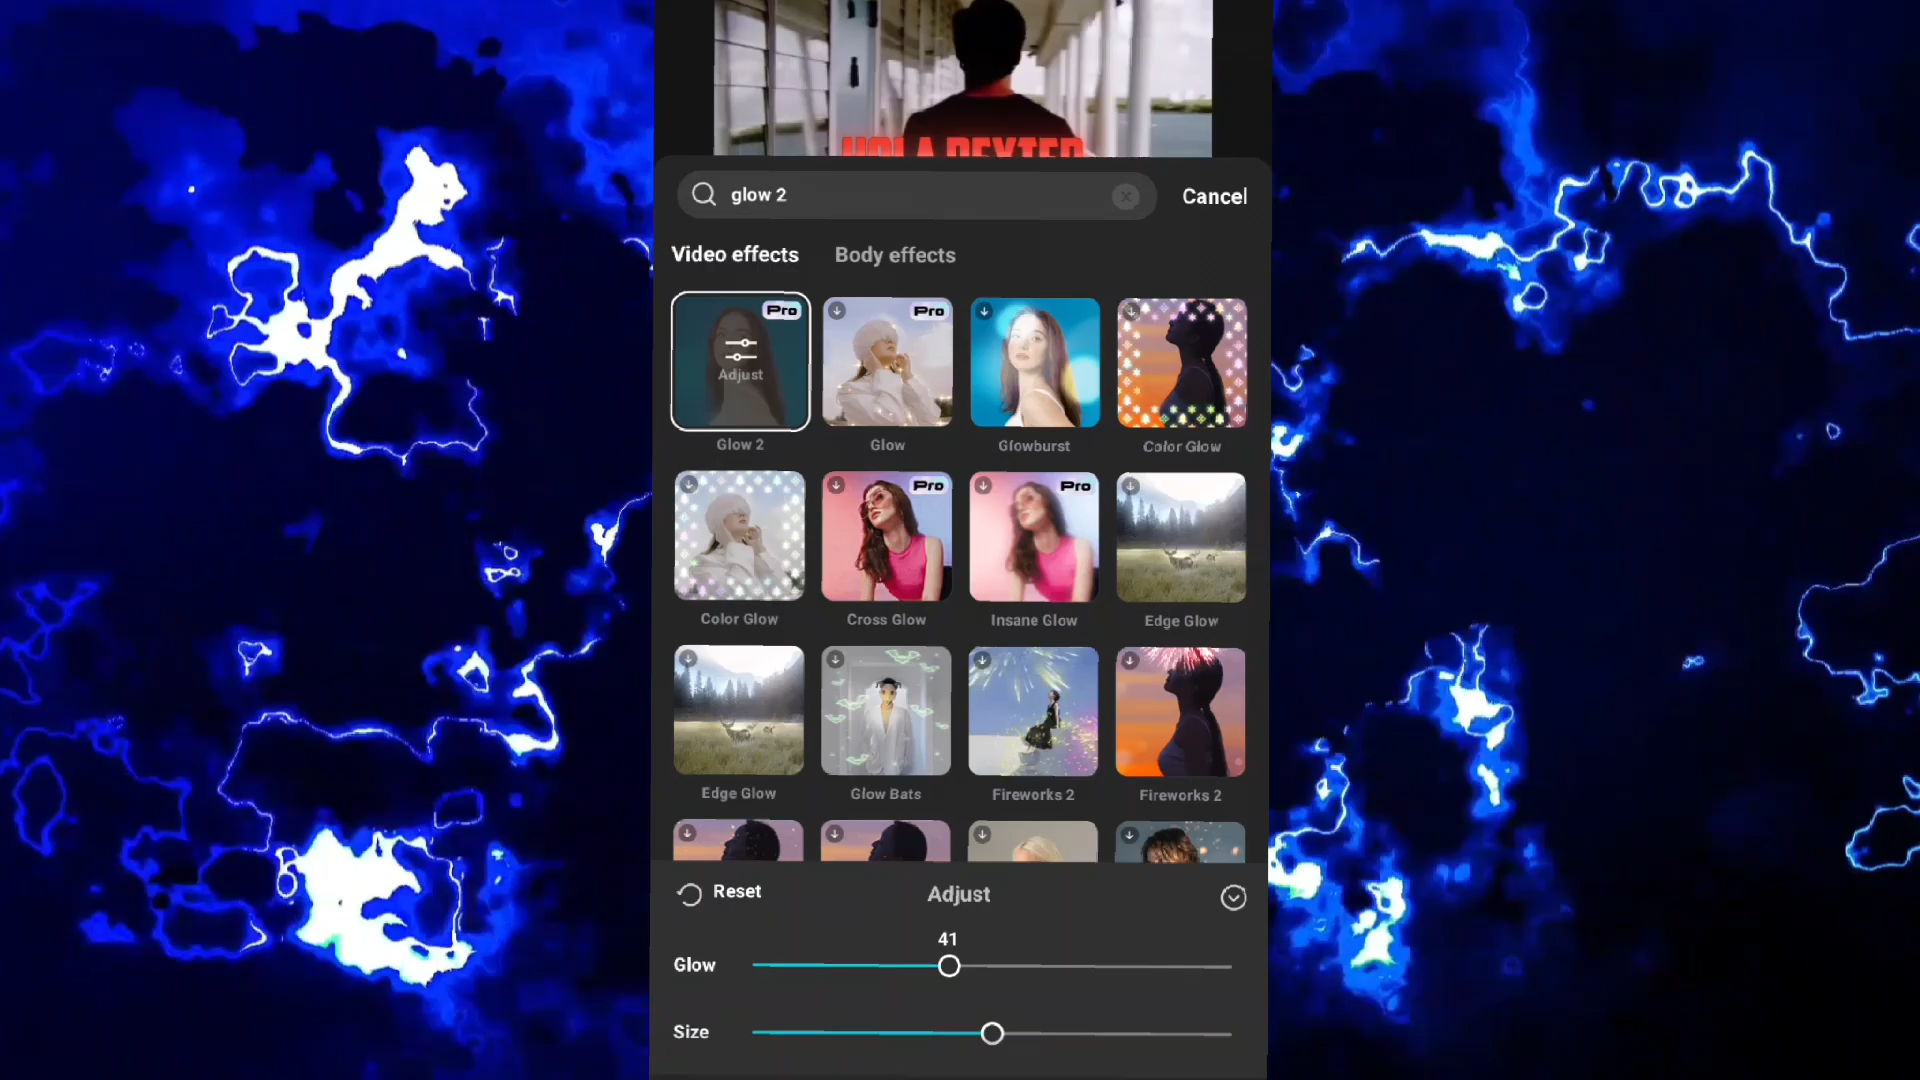 HOLA DEXTER
glow 2
Cancel
Video effects
Body effects
Pro
Pro
Adjust
Glow 2
Glow
Glowburst
Color Glow
Pro
Pro
Color Glow
Cross Glow
Insane Glow
Edge Glow
Edge Glow
Glow Bats
Fireworks 2
Fireworks 2
Reset
Adjust
41
Glow
Size